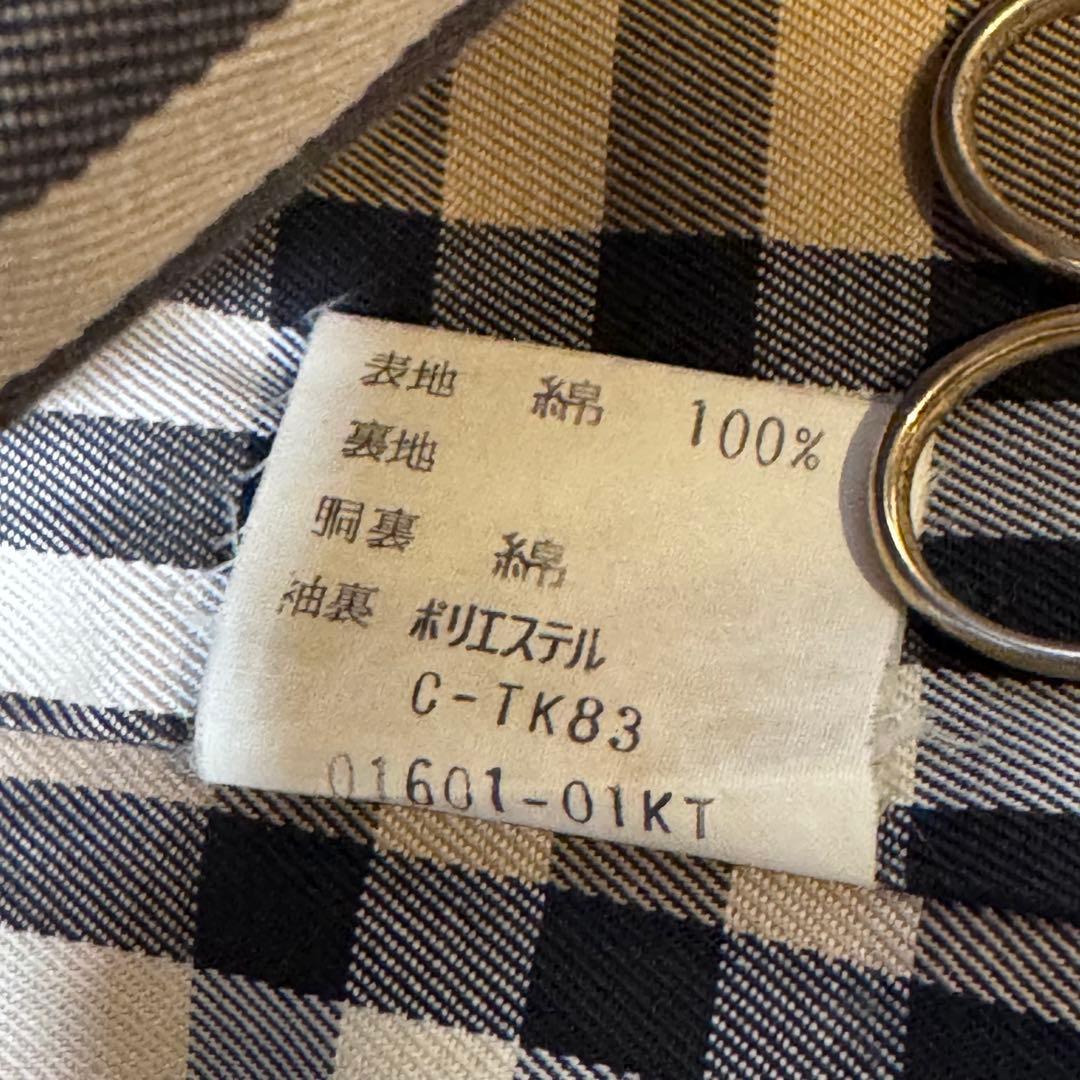 表地 綿 100%
裏地
胴裏 綿
袖裏 ポリエステル
C-TK83
01601-01KT